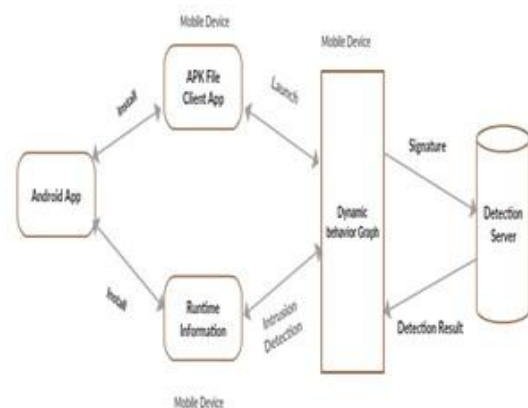 Mobile Device
Mobile Device
APK File
Client App
Install
Launch
Signature
Android App
Dynamic
behavior Graph
Detection
Server
Install
Runtime
Information
Intrusion
Detection
Detection Result
Mobile Device